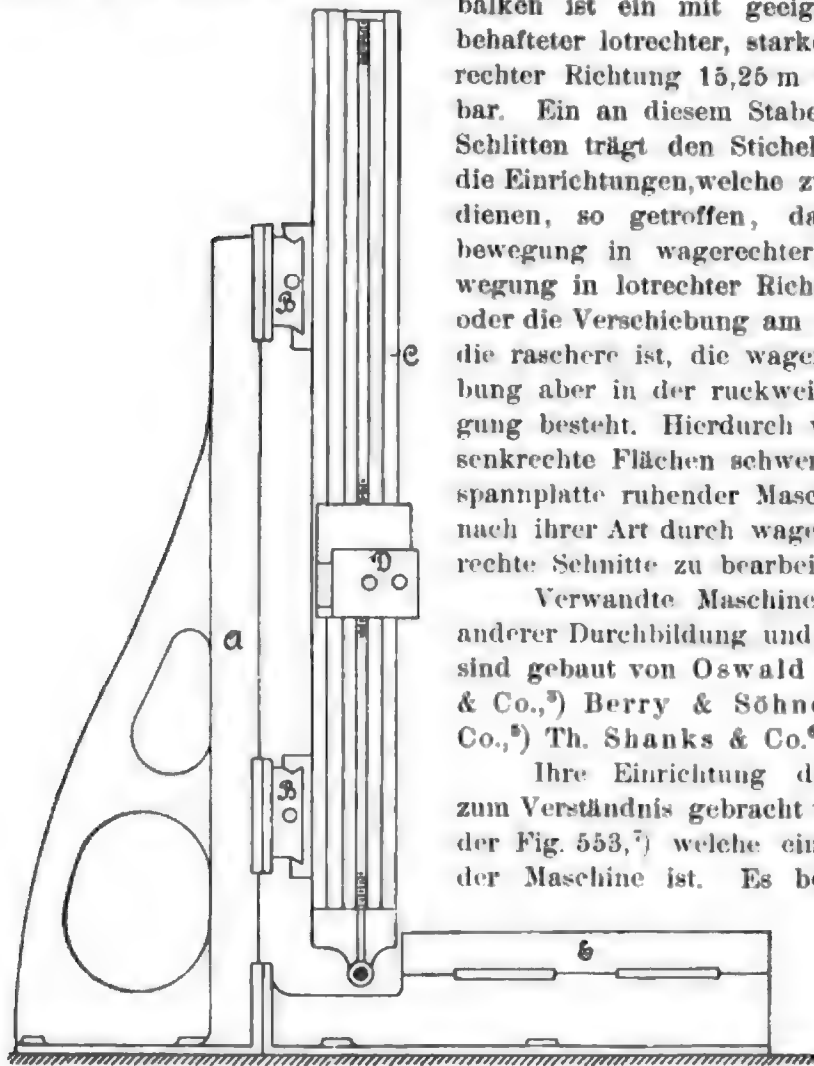 balken ist ein mit geeig
behafteter lotrechter, stark
rechter Richtung 15,25 m
bar. Ein an diesem Stabe
Schlitten trägt den Stichel
die Einrichtungen, welche z
dienen, so getroffen, da
bewegung in wagerechter
wegung in lotrechter Rich
oder die Verschiebung am
die raschere ist, die wage
bung aber in der ruckwei
gung besteht. Hierdurch
senkrechte Flächen schwer
spannplatte ruhender Masc
nach ihrer Art durch wage
rechte Schnitte zu bearbei
Verwandte Maschine
anderer Durchbildung und
sind gebaut von Oswald
& Co.,³) Berry & Söhn
Co.,⁵) Th. Shanks & Co.⁶
Ihre Einrichtung d
zum Verständnis gebracht
der Fig. 553,⁷) welche ein
der Maschine ist. Es be
B
C
D
a
B